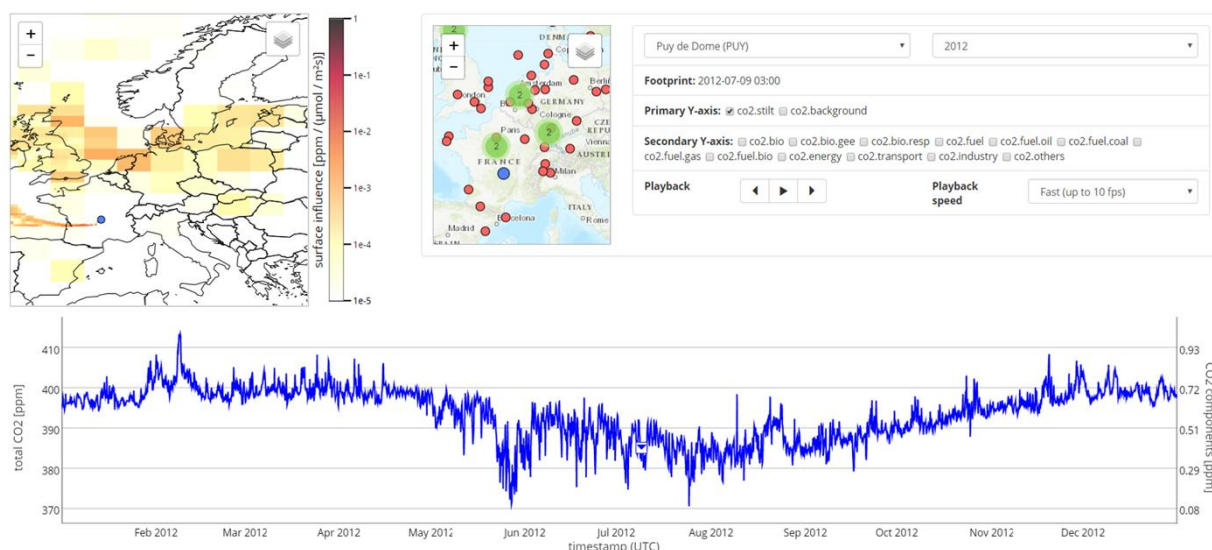 +
−
1
1e-1
1e-2
1e-3
1e-4
1e-5
surface influence [ppm / (μmol / m²s)]
2
+
−
DENM
Cop
London
Amsterdam
Berli
2
B
GERMANY
Cologne
CZE
REPU
Paris
2
2
Vienna
AUSTRI
FRANCE
Milan
ITALY
Barcelona
Rome
Madrid
SPAIN
Puy de Dome (PUY)
2012
Footprint: 2012-07-09 03:00
Primary Y-axis: co2.stilt co2.background
Secondary Y-axis: co2.bio co2.bio.gee co2.bio.resp co2.fuel co2.fuel.oil co2.fuel.coal
co2.fuel.gas co2.fuel.bio co2.energy co2.transport co2.industry co2.others
Playback
Playback
speed
Fast (up to 10 fps)
410
400
390
380
370
total CO2 [ppm]
0.93
0.72
0.51
0.29
0.08
CO2 components [ppm]
Feb 2012 Mar 2012 Apr 2012 May 2012 Jun 2012 Jul 2012 Aug 2012 Sep 2012 Oct 2012 Nov 2012 Dec 2012
timestamp (UTC)